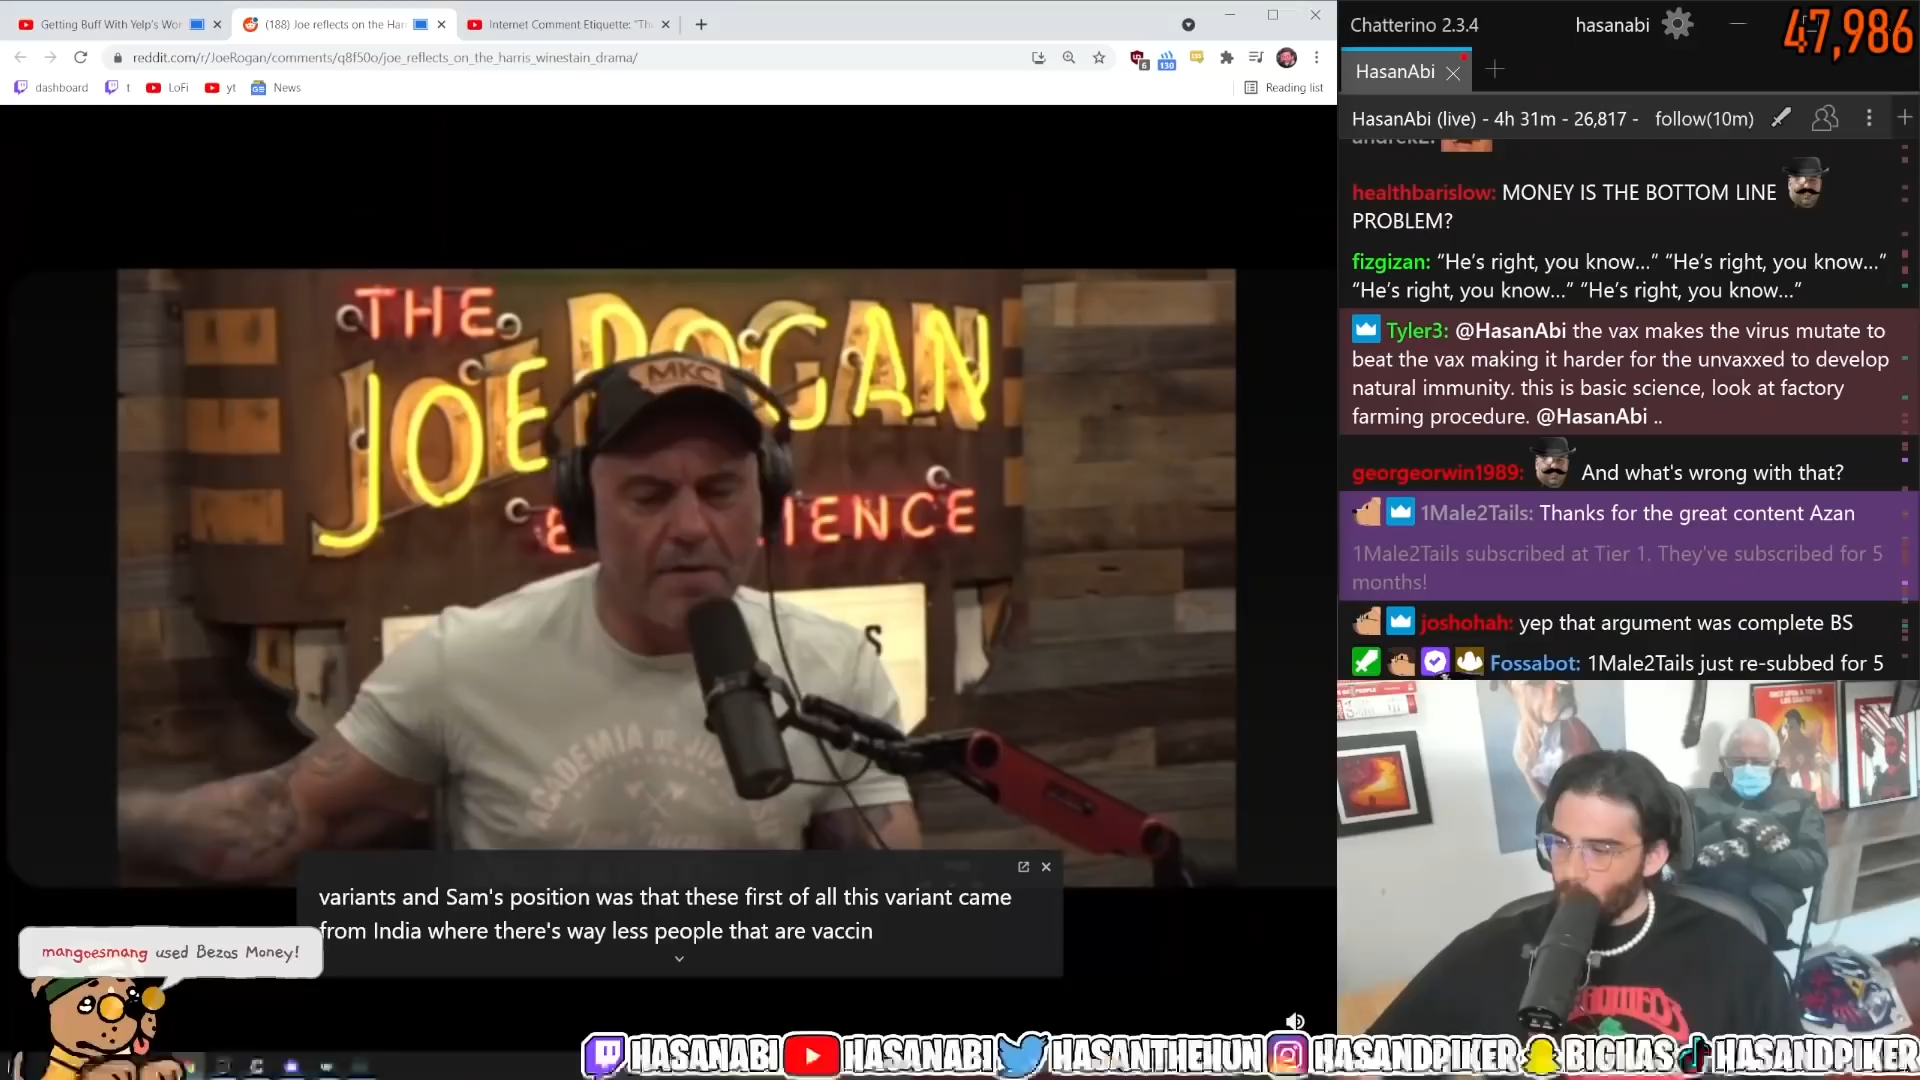 Getting Buff With Yelp's Wor
(188) Joe reflects on the Har
Internet Comment Etiquette: "Th
reddit.com/r/JoeRogan/comments/q8f50o/joe_reflects_on_the_harris_winestain_drama/
6
130
dashboard
t
LoFi
yt
News
Reading list
THE
JOE ROGAN
IENCE
MKC
ACADEMIA DE JI
variants and Sam's position was that these first of all this variant came
from India where there's way less people that are vaccin
mangoesmang used Bezos Money!
Chatterino 2.3.4
hasanabi
47,986
HasanAbi
HasanAbi (live) - 4h 31m - 26,817 - follow(10m)
healthbarislow: MONEY IS THE BOTTOM LINE
PROBLEM?
fizgizan: “He’s right, you know...” “He’s right, you know...”
“He’s right, you know...” “He’s right, you know...”
Tyler3: @HasanAbi the vax makes the virus mutate to
beat the vax making it harder for the unvaxxed to develop
natural immunity. this is basic science, look at factory
farming procedure. @HasanAbi ..
georgeorwin1989: And what's wrong with that?
1Male2Tails: Thanks for the great content Azan
1Male2Tails subscribed at Tier 1. They've subscribed for 5
months!
joshohah: yep that argument was complete BS
Fossabot: 1Male2Tails just re-subbed for 5
HASANABI HASANABI HASANTHEHUN HASANDPIKER BIGHAS HASANDPIKER